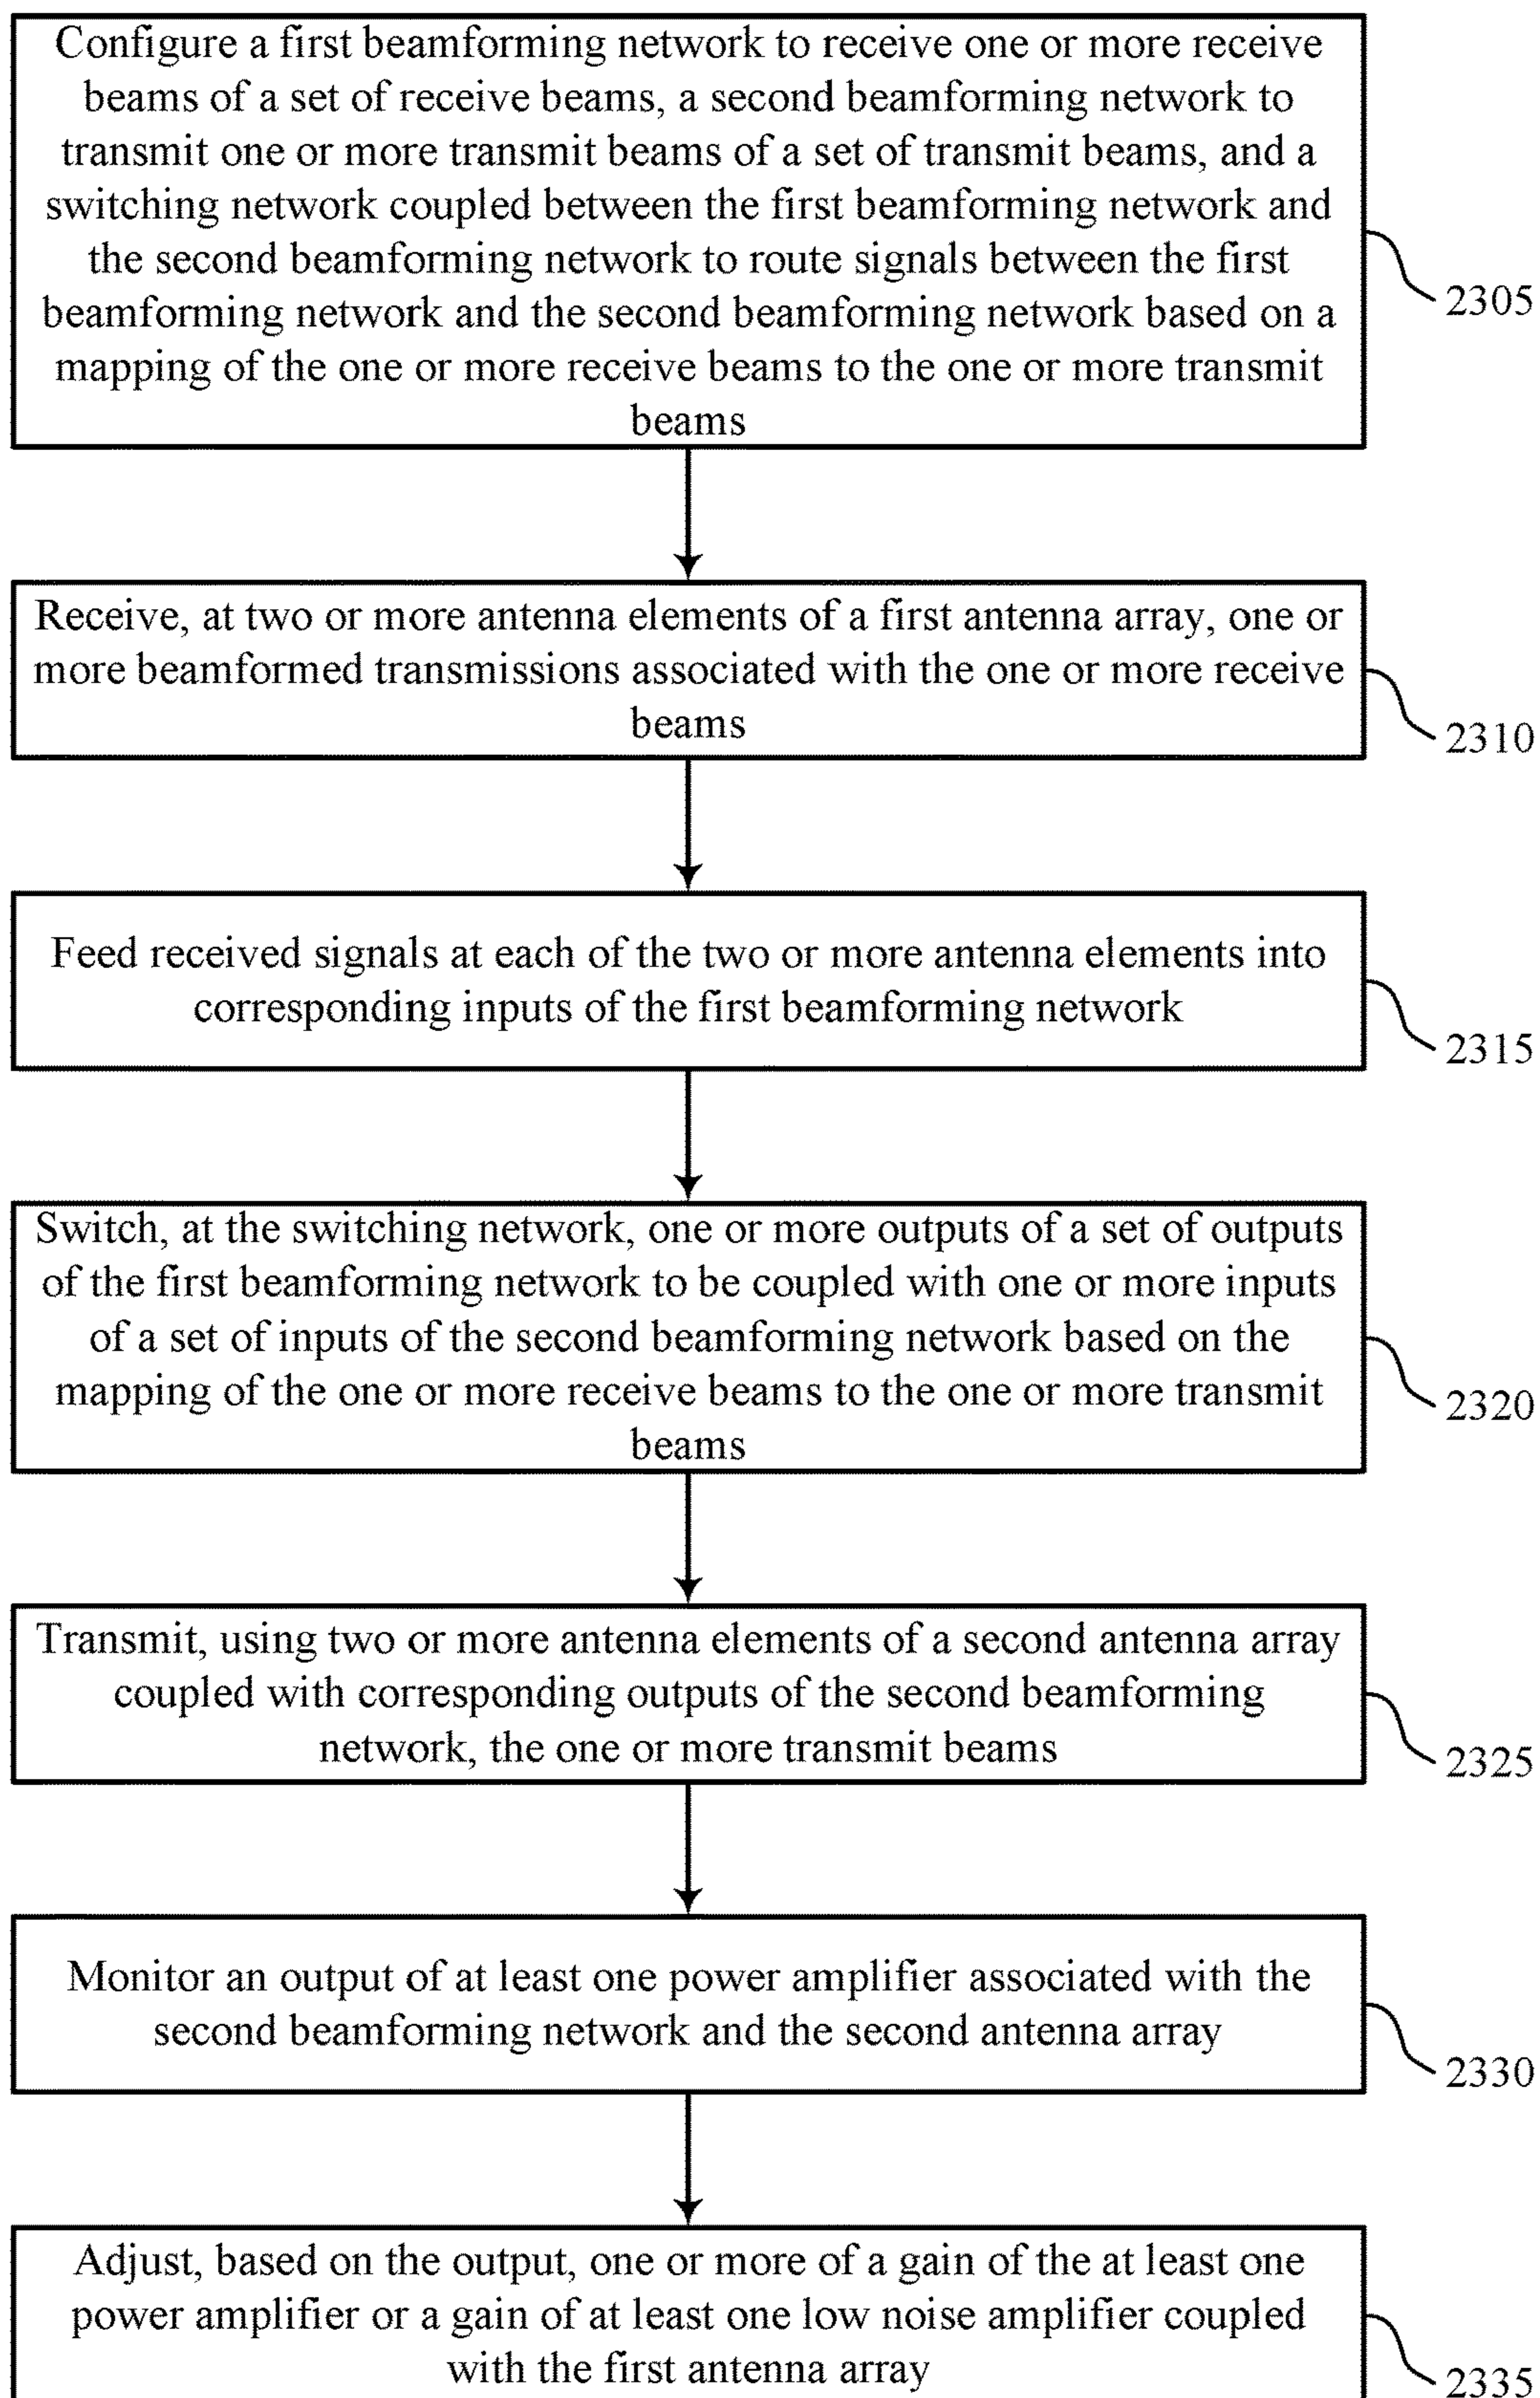 Configure a first beamforming network to receive one or more receive
beams of a set of receive beams, a second beamforming network to
transmit one or more transmit beams of a set of transmit beams, and a
switching network coupled between the first beamforming network and
the second beamforming network to route signals between the first
beamforming network and the second beamforming network based on a
mapping of the one or more receive beams to the one or more transmit
beams
2305
Receive, at two or more antenna elements of a first antenna array, one or
more beamformed transmissions associated with the one or more receive
beams
2310
Feed received signals at each of the two or more antenna elements into
corresponding inputs of the first beamforming network
2315
Switch, at the switching network, one or more outputs of a set of outputs
of the first beamforming network to be coupled with one or more inputs
of a set of inputs of the second beamforming network based on the
mapping of the one or more receive beams to the one or more transmit
beams
2320
Transmit, using two or more antenna elements of a second antenna array
coupled with corresponding outputs of the second beamforming
network, the one or more transmit beams
2325
Monitor an output of at least one power amplifier associated with the
second beamforming network and the second antenna array
2330
Adjust, based on the output, one or more of a gain of the at least one
power amplifier or a gain of at least one low noise amplifier coupled
with the first antenna array
2335